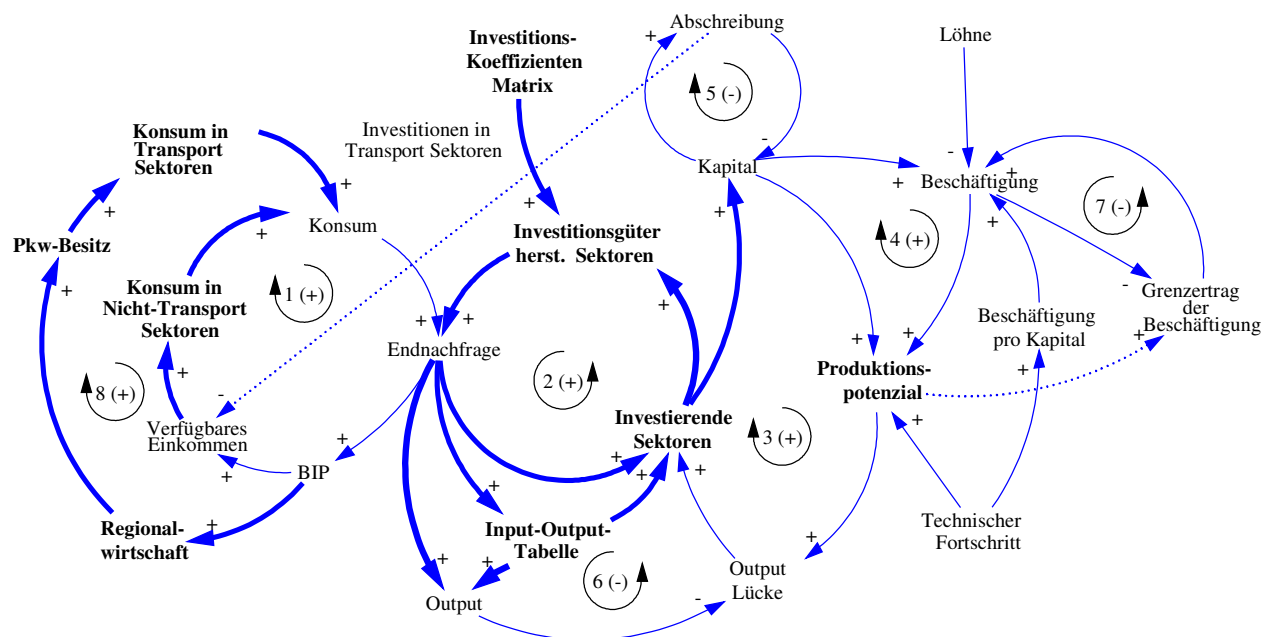 Abschreibung
Löhne
Investitions-
Koeffizienten
Matrix
+
5 (-)
Konsum in
Transport
Sektoren
Investitionen in
Transport Sektoren
-
-
Kapital
+
+
Beschäftigung
+
+
+
+
+
+
7 (-)
Pkw-Besitz
Konsum
Investitionsgüter
herst. Sektoren
4 (+)
+
+
Konsum in
Nicht-Transport
Sektoren
1 (+)
-
Grenzertrag
der
Beschäftigung
+
+
+
Beschäftigung
pro Kapital
+
+
+
Endnachfrage
Produktions-
potenzial
+
+
8 (+)
2 (+)
-
Investierende
Sektoren
+
Verfügbares
Einkommen
3 (+)
+
+
+
+
+
BIP
+
Regional-
wirtschaft
+
Input-Output-
Tabelle
Technischer
Fortschritt
+
+
+
Output
Lücke
6 (-)
Output
-